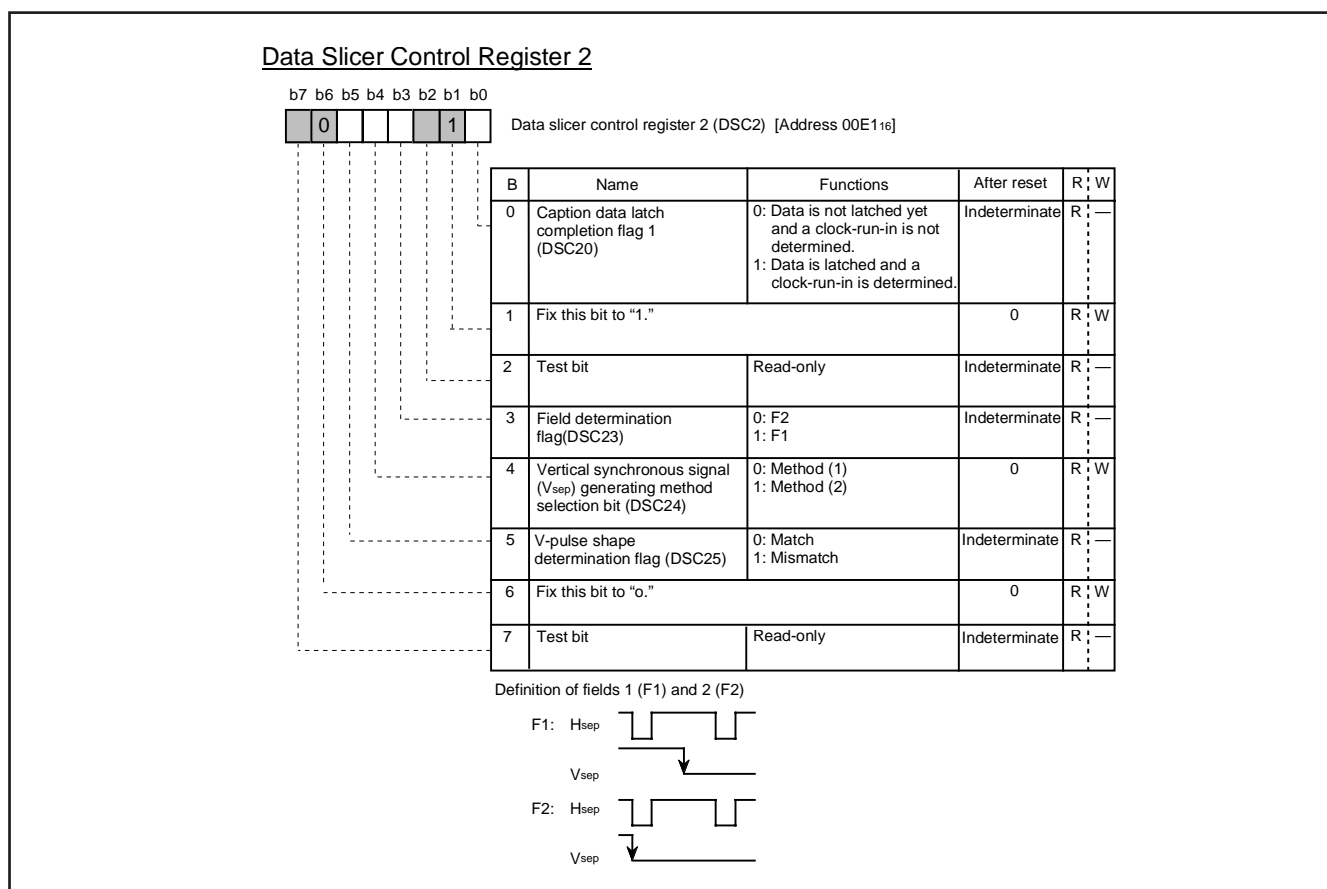 Data Slicer Control Register 2
b7 b6 b5 b4 b3 b2 b1 b0
0 1 Data slicer control register 2 (DSC2) [Address 00E116]
B Name Functions After reset R W
0 Caption data latch completion flag 1 (DSC20) 0: Data is not latched yet and a clock-run-in is not determined. 1: Data is latched and a clock-run-in is determined. Indeterminate R —
1 Fix this bit to “1.” 0 R W
2 Test bit Read-only Indeterminate R —
3 Field determination flag(DSC23) 0: F2 1: F1 Indeterminate R —
4 Vertical synchronous signal (Vsep) generating method selection bit (DSC24) 0: Method (1) 1: Method (2) 0 R W
5 V-pulse shape determination flag (DSC25) 0: Match 1: Mismatch Indeterminate R —
6 Fix this bit to “o.” 0 R W
7 Test bit Read-only Indeterminate R —
Definition of fields 1 (F1) and 2 (F2)
F1: Hsep
Vsep
F2: Hsep
Vsep